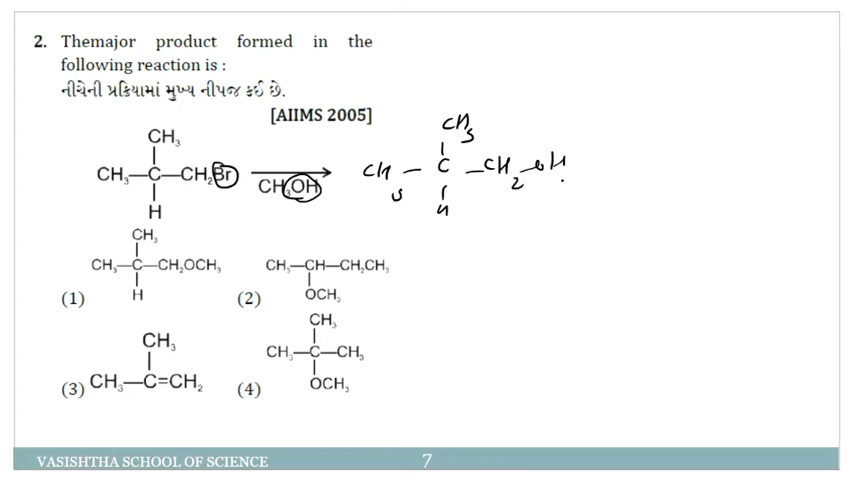 2. Themajor product formed in the
following reaction is :
નીચેની પ્રક્રિયામાં મુખ્ય નીપજ કઈ છે.
[AIIMS 2005]
CH₃
CH₃—C—CH₂Br
H
CH₃OH
CH₃
CH₃ — C — CH₂ — OH
H
CH₃
CH₃—C—CH₂OCH₃
(1) H
CH₃—CH—CH₂CH₃
(2) OCH₃
CH₃
(3) CH₃—C=CH₂
CH₃
CH₃—C—CH₃
(4) OCH₃
VASISHTHA SCHOOL OF SCIENCE 7